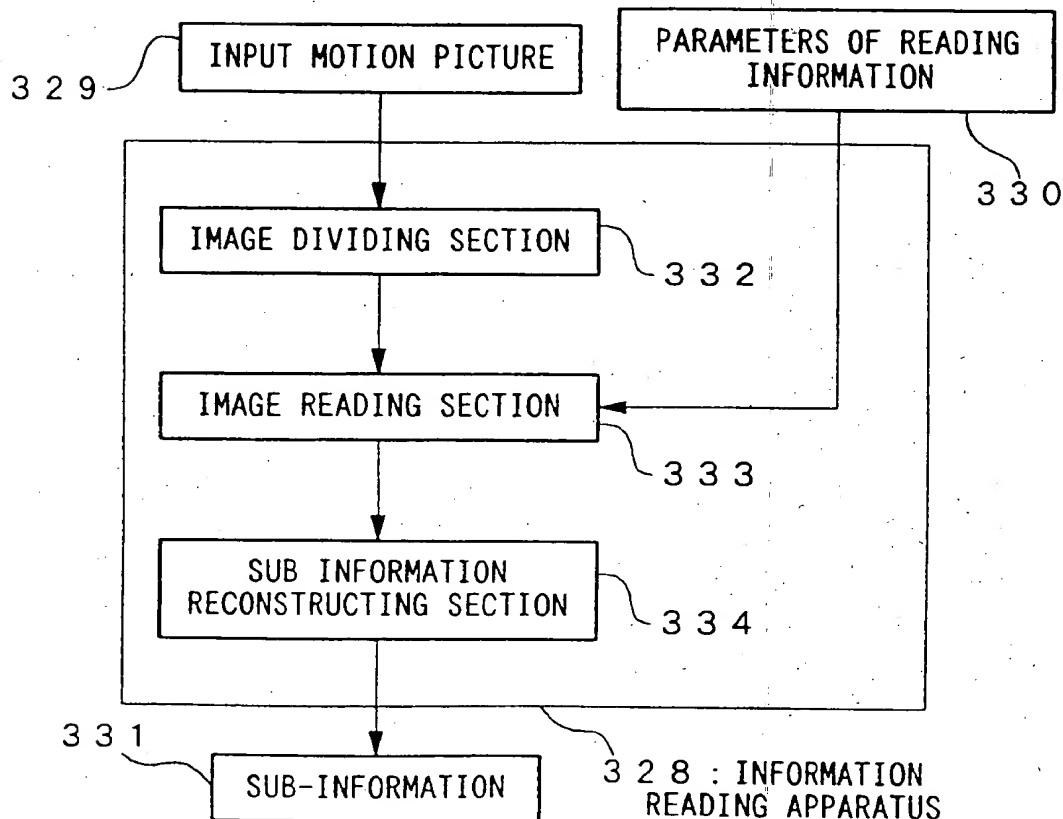 INPUT MOTION PICTURE
329
PARAMETERS OF READING
INFORMATION
330
IMAGE DIVIDING SECTION
332
IMAGE READING SECTION
333
SUB INFORMATION
RECONSTRUCTING SECTION
334
331
SUB-INFORMATION
328 : INFORMATION
READING APPARATUS